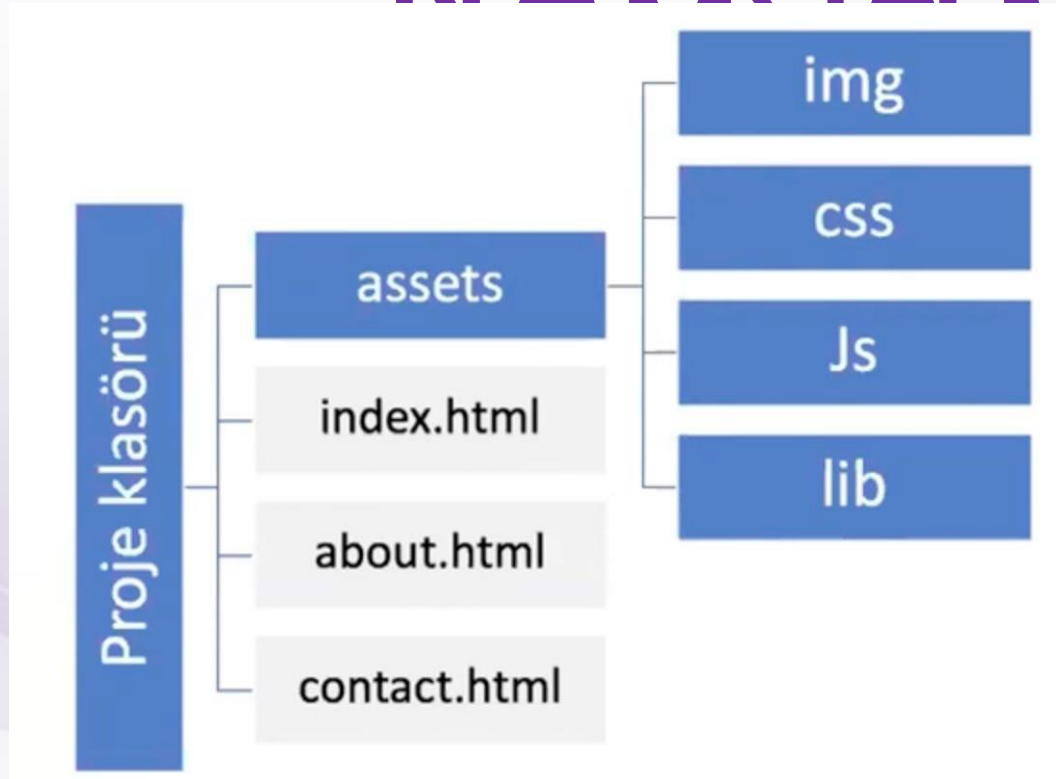 Proje klasörü
assets
index.html
about.html
contact.html
img
css
Js
lib